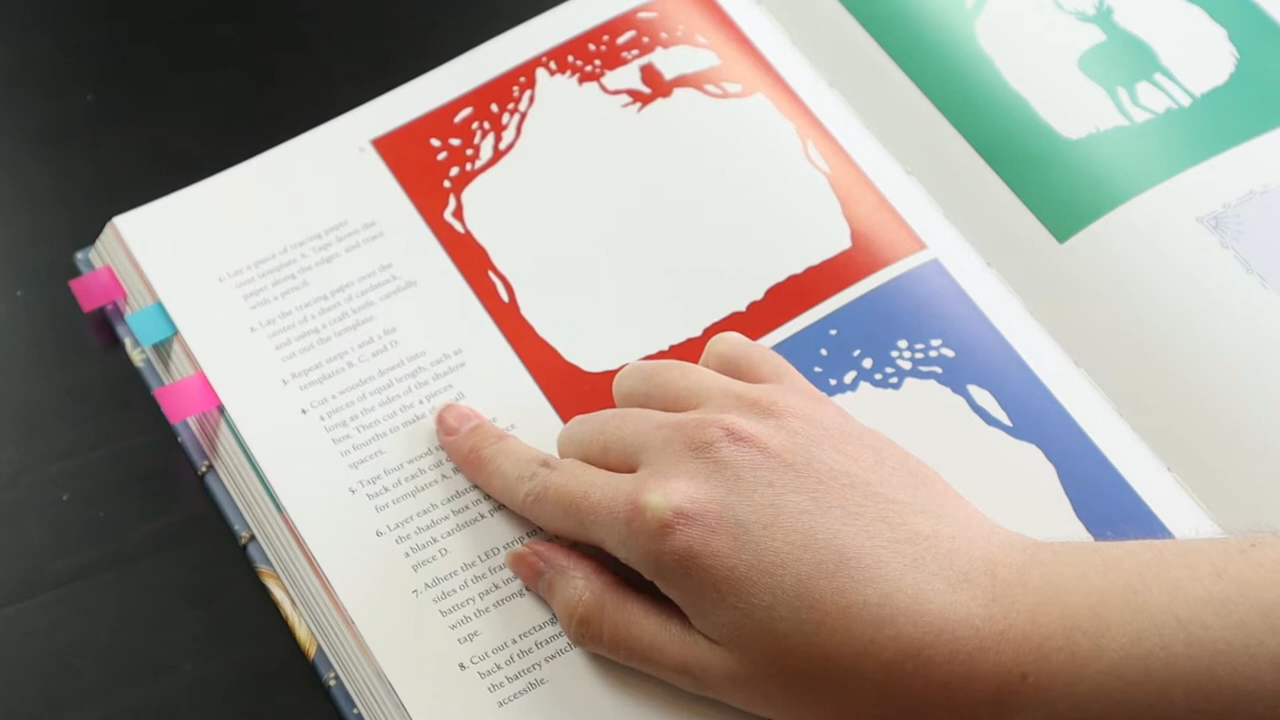 1. Lay a piece of tracing paper
over template A. Tape down the
paper along the edges, and trace
with a pencil.
2. Lay the tracing paper over the
center of a sheet of cardstock,
and using a craft knife, carefully
cut out the template.
3. Repeat steps 1 and 2 for
templates B, C, and D.
4. Cut a wooden dowel into
4 pieces of equal length, each as
long as the sides of the shadow
box. Then cut the 4 pieces
in fourths to make
spacers.
5. Tape four wood
back of each cut
for templates A,
6. Layer each cardstock
the shadow box in
a blank cardstock
piece D.
7. Adhere the LED strip to
sides of the
battery pack
with the strong
tape.
8. Cut out a
back of the frame
the battery switch
accessible.